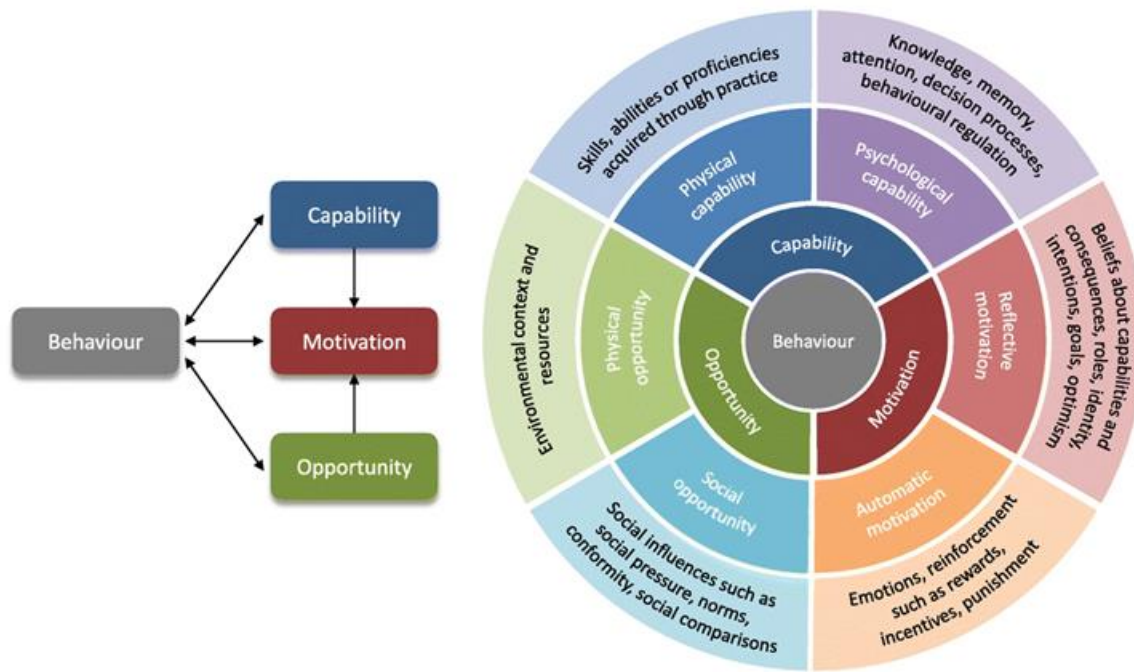 Capability
Behaviour
Motivation
Opportunity
Skills, abilities or proficiencies
acquired through practice
Knowledge, memory,
attention, decision processes,
behavioural regulation
Physical
capability
Psychological
capability
Capability
Environmental context and
resources
Physical
opportunity
Opportunity
Behaviour
Motivation
Reflective
motivation
Beliefs about capabilities and
consequences, roles, identity,
intentions, goals, optimism
Social
opportunity
Automatic
motivation
Social influences such as
social pressure, norms,
conformity, social comparisons
Emotions, reinforcement
such as rewards,
incentives, punishment